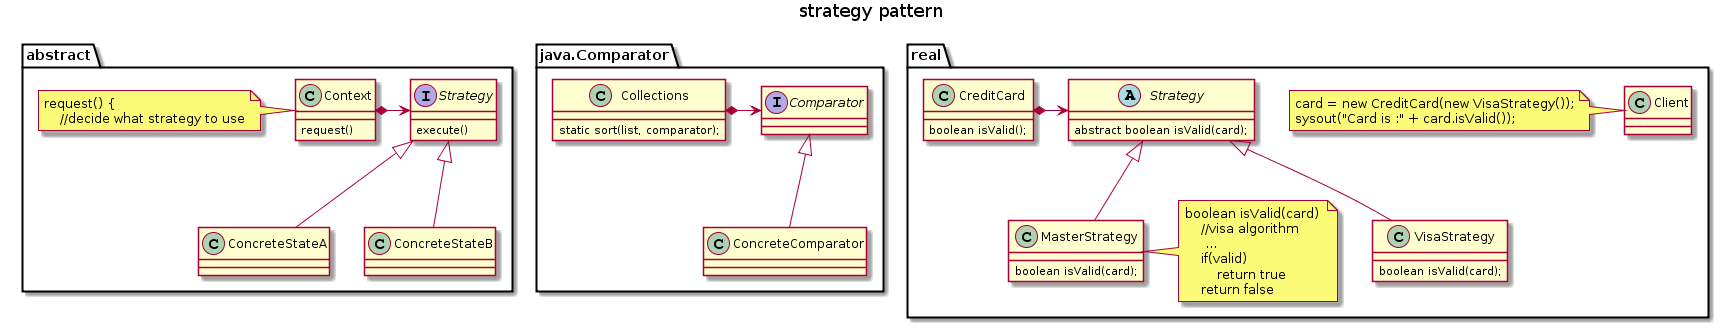 strategy pattern
abstract
request() {
//decide what strategy to use
C Context
request()
I Strategy
execute()
C ConcreteStateA
C ConcreteStateB
java.Comparator
C Collections
static sort(list, comparator);
I Comparator
C ConcreteComparator
real
C CreditCard
boolean isValid();
A Strategy
abstract boolean isValid(card);
card = new CreditCard(new VisaStrategy());
sysout("Card is :" + card.isValid());
C Client
C MasterStrategy
boolean isValid(card);
boolean isValid(card)
//visa algorithm
...
if(valid)
return true
return false
C VisaStrategy
boolean isValid(card);